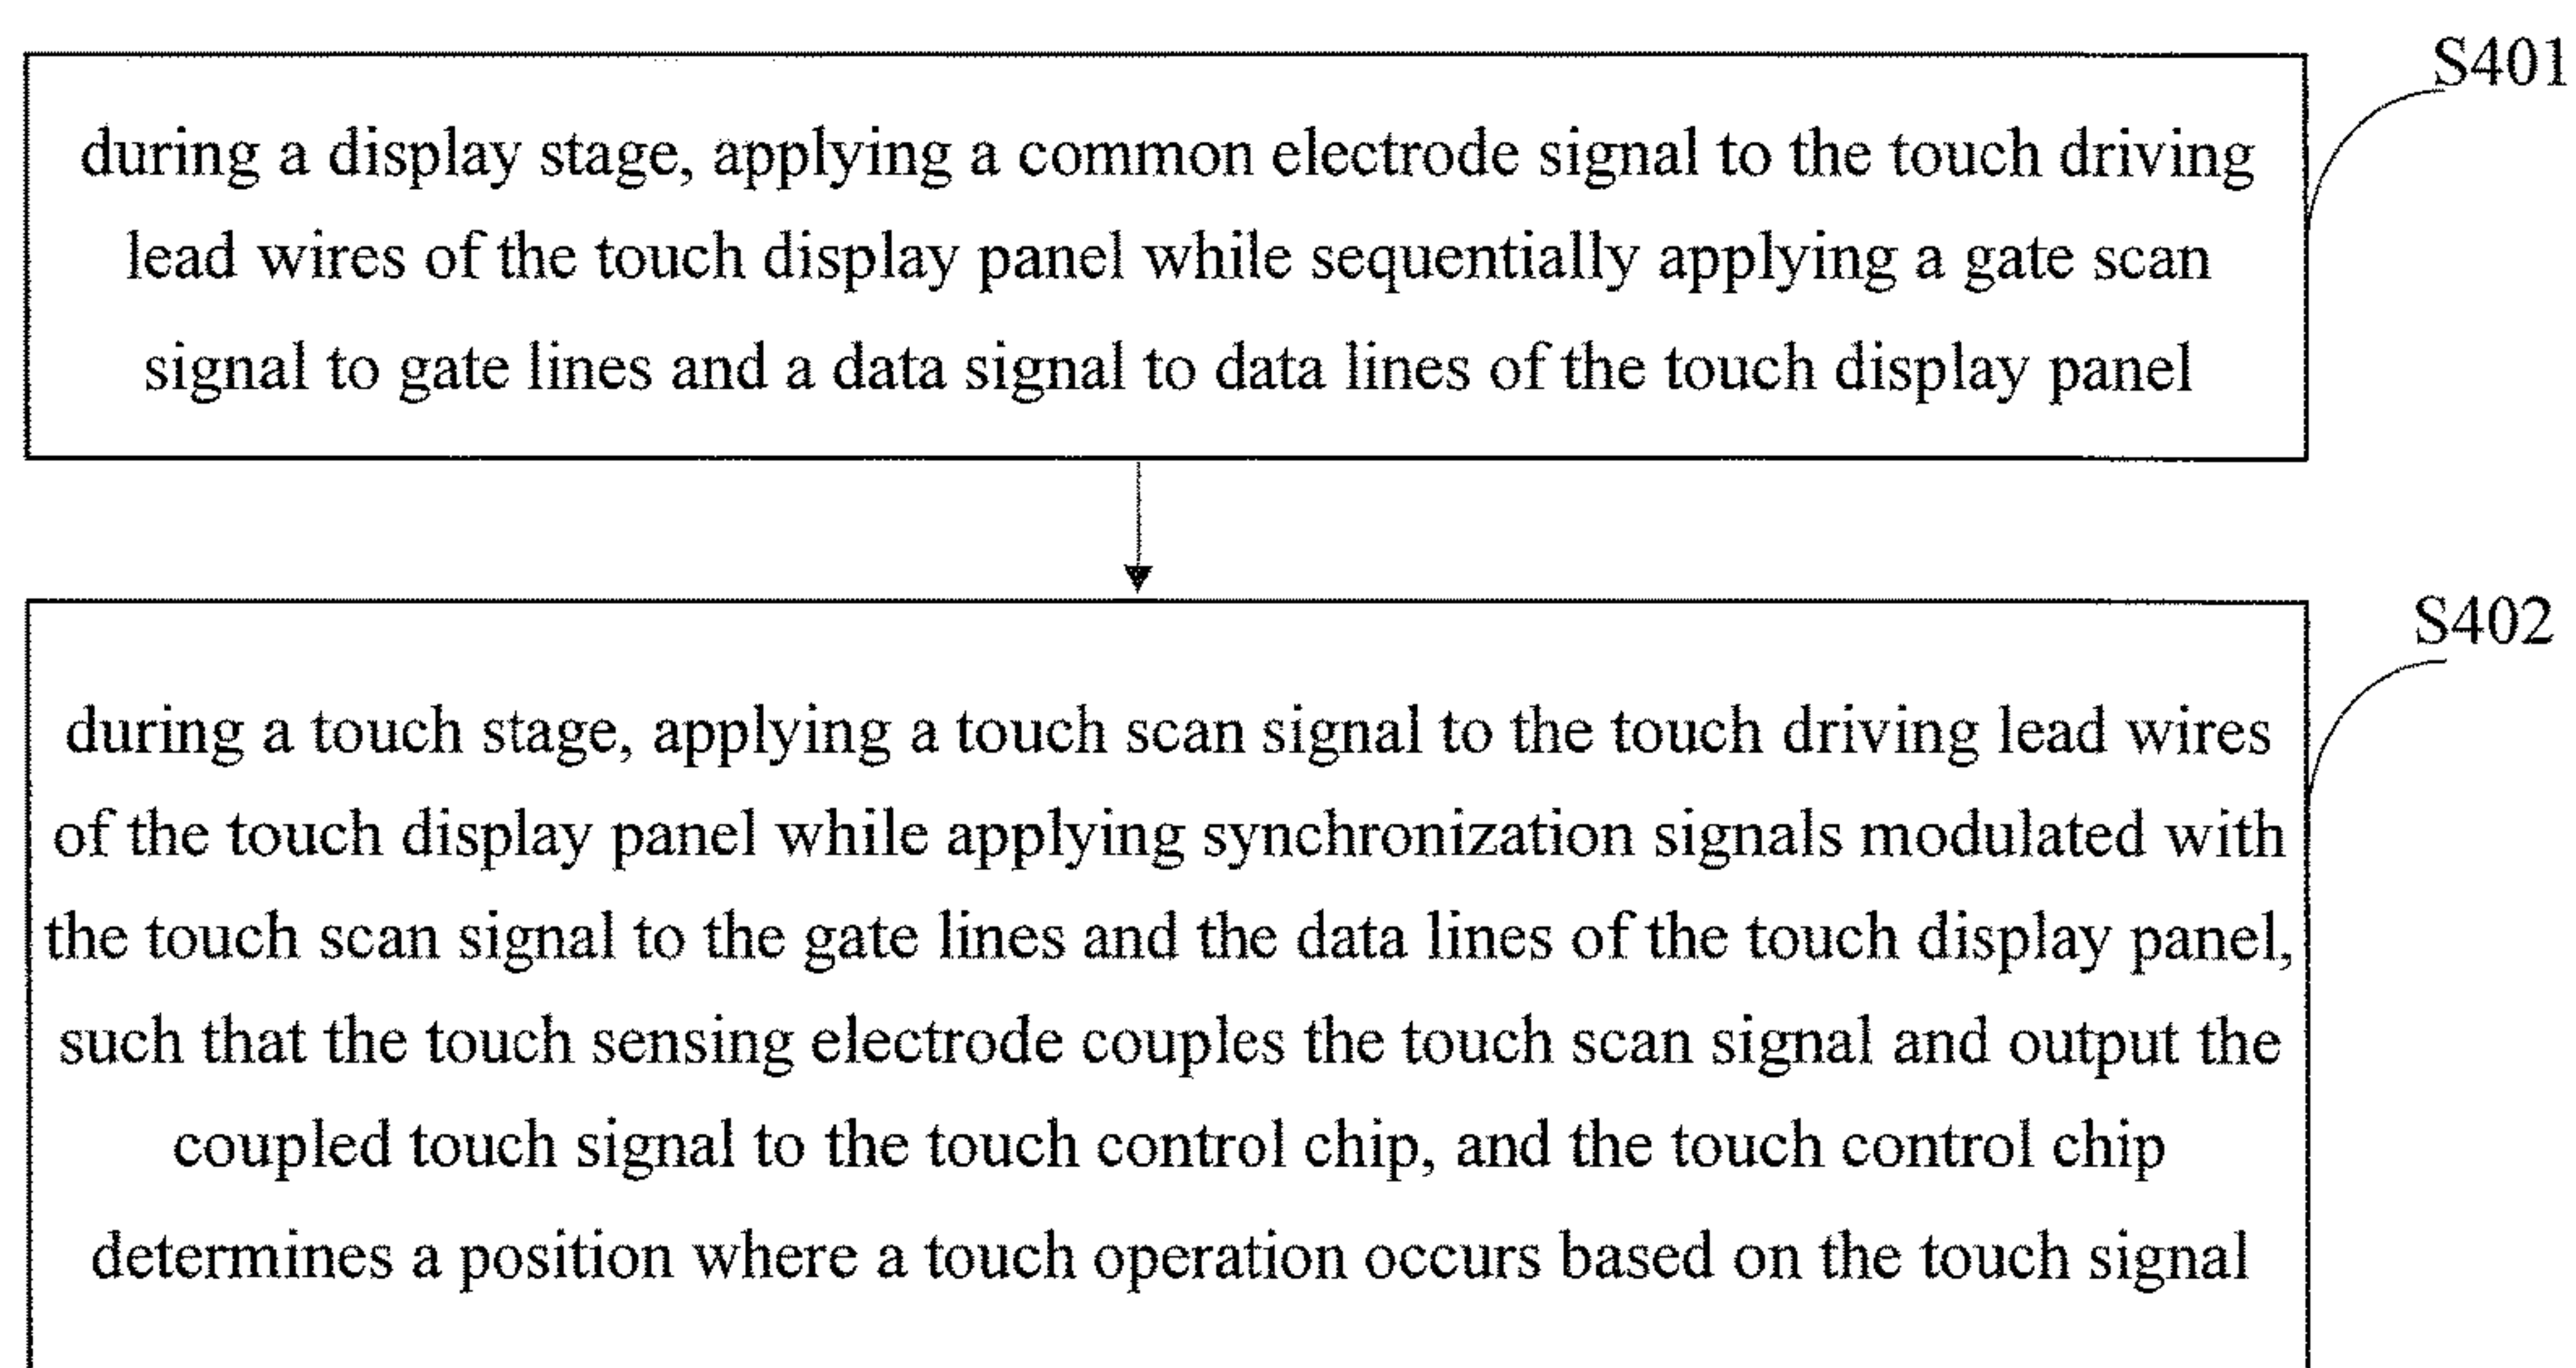 S401
during a display stage, applying a common electrode signal to the touch driving
lead wires of the touch display panel while sequentially applying a gate scan
signal to gate lines and a data signal to data lines of the touch display panel
S402
during a touch stage, applying a touch scan signal to the touch driving lead wires
of the touch display panel while applying synchronization signals modulated with
the touch scan signal to the gate lines and the data lines of the touch display panel,
such that the touch sensing electrode couples the touch scan signal and output the
coupled touch signal to the touch control chip, and the touch control chip
determines a position where a touch operation occurs based on the touch signal